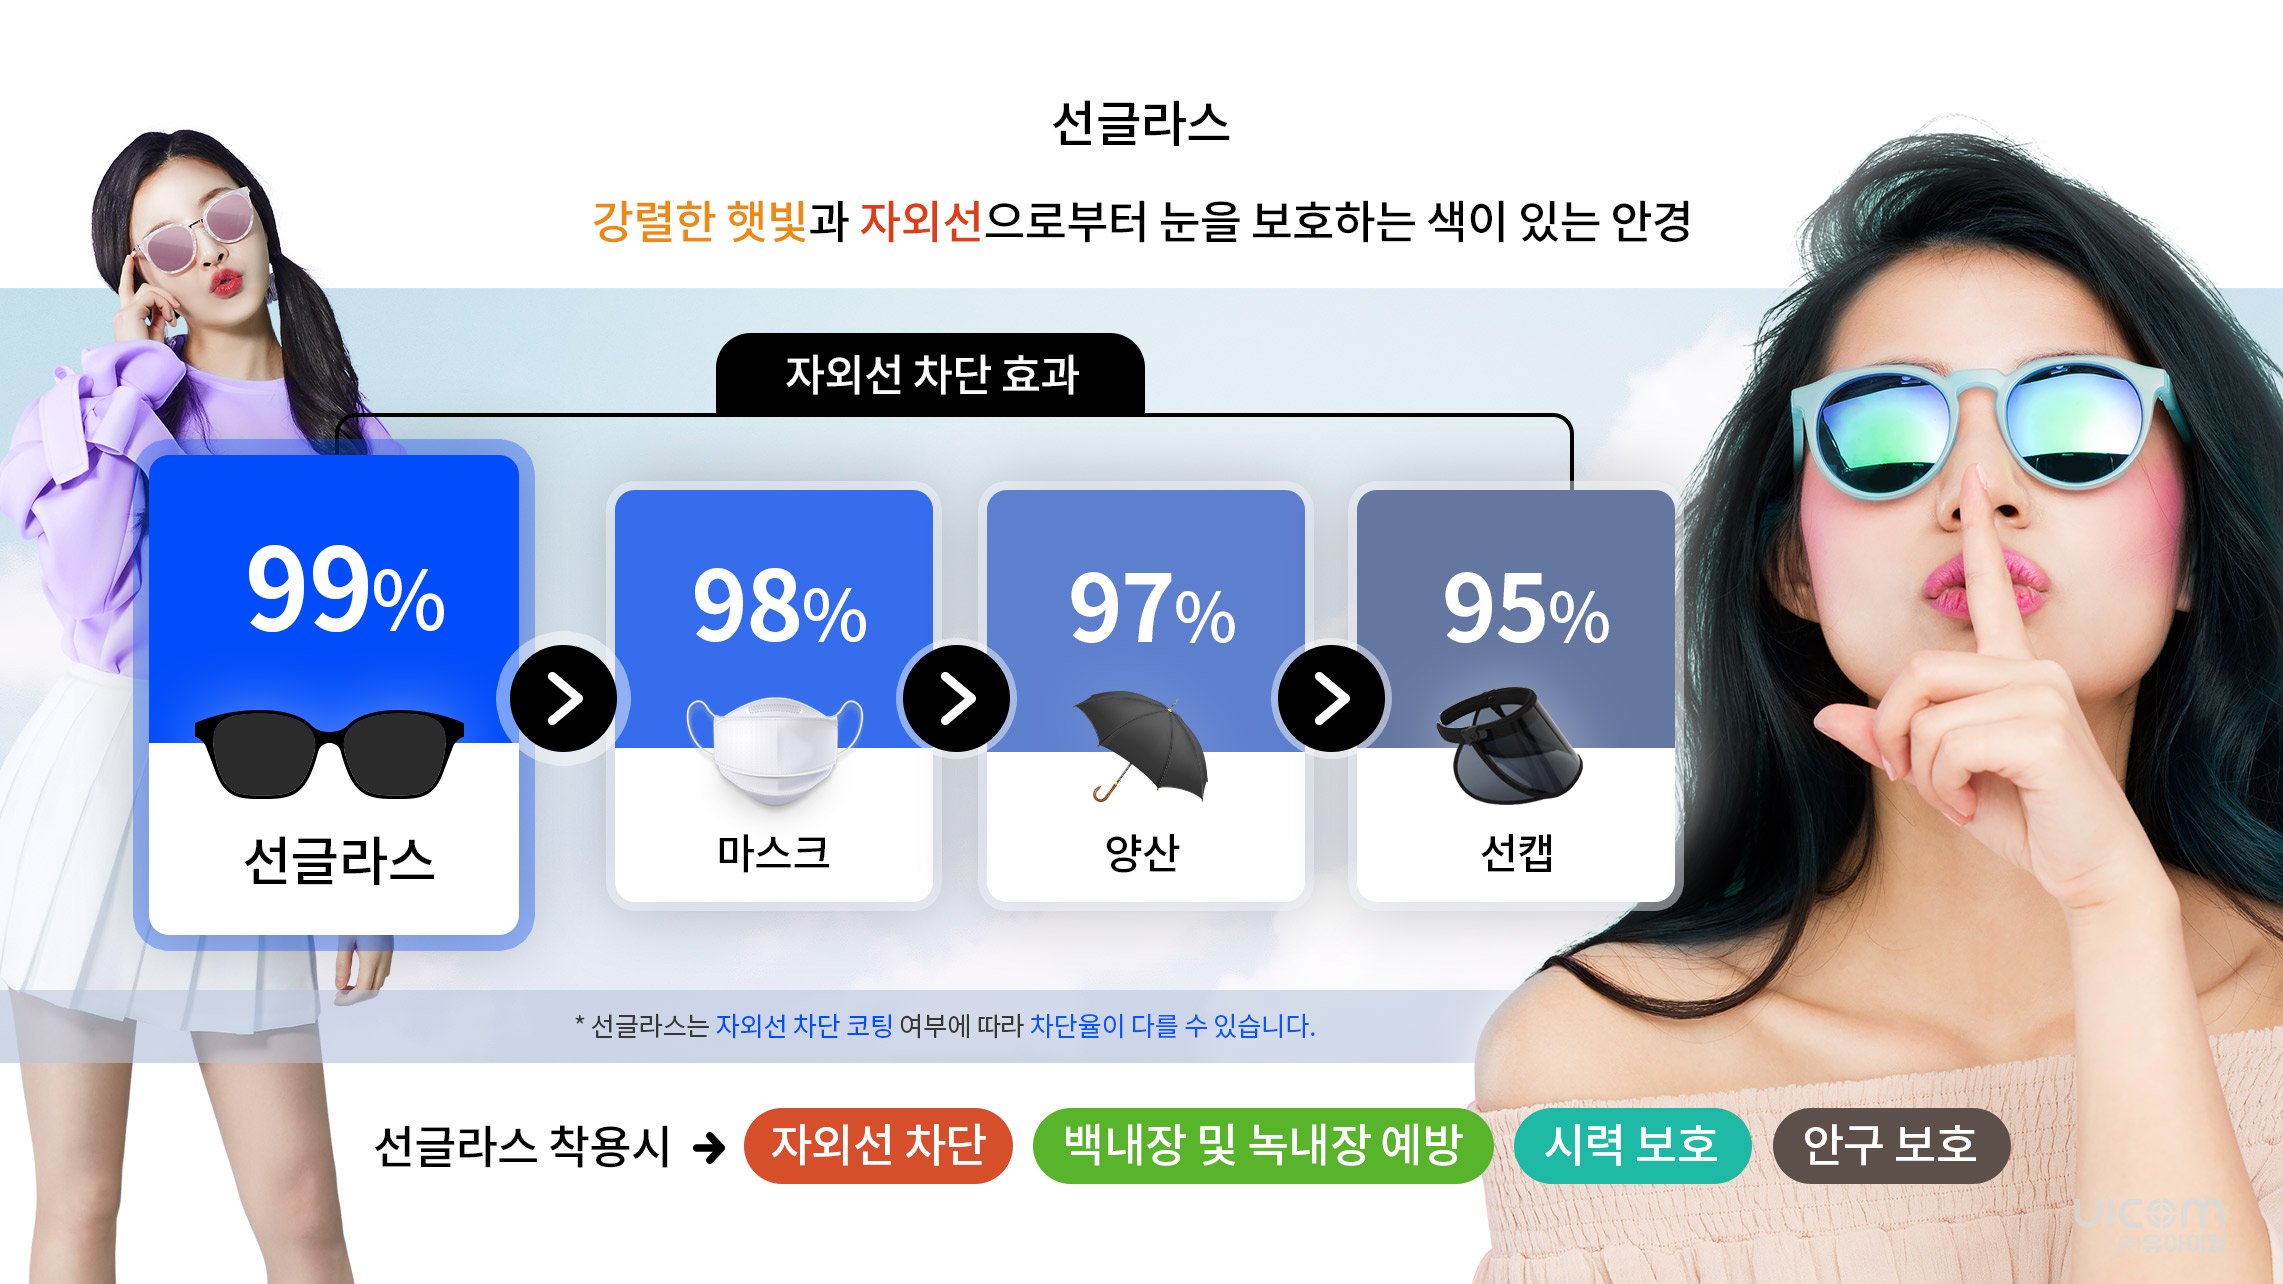 선글라스
강렬한 햇빛과 자외선으로부터 눈을 보호하는 색이 있는 안경
자외선 차단 효과
99%
98%
97%
95%
선글라스
마스크
양산
선캡
* 선글라스는 자외선 차단 코팅 여부에 따라 차단율이 다를 수 있습니다.
선글라스 착용시 → 자외선 차단 백내장 및 녹내장 예방 시력 보호 안구 보호
UICOM